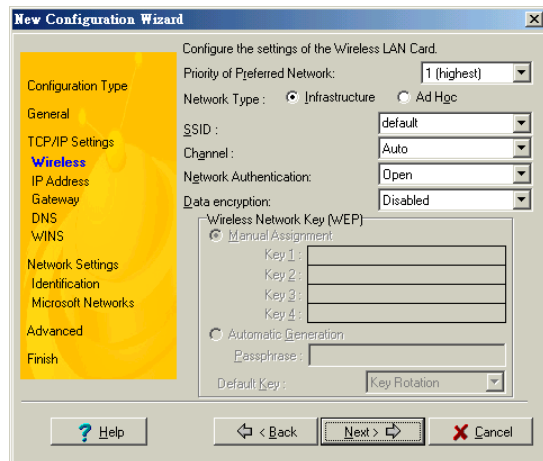 New Configuration Wizard
Configuration Type
General
TCP/IP Settings
Wireless
IP Address
Gateway
DNS
WINS
Network Settings
Identification
Microsoft Networks
Advanced
Finish
Configure the settings of the Wireless LAN Card.
Priority of Preferred Network: 1 (highest)
Network Type : Infrastructure Ad Hoc
SSID : default
Channel : Auto
Network Authentication: Open
Data encryption: Disabled
Wireless Network Key (WEP)
Manual Assignment
Key 1 :
Key 2 :
Key 3 :
Key 4 :
Automatic Generation
Passphrase :
Default Key : Key Rotation
? Help < Back Next > Cancel